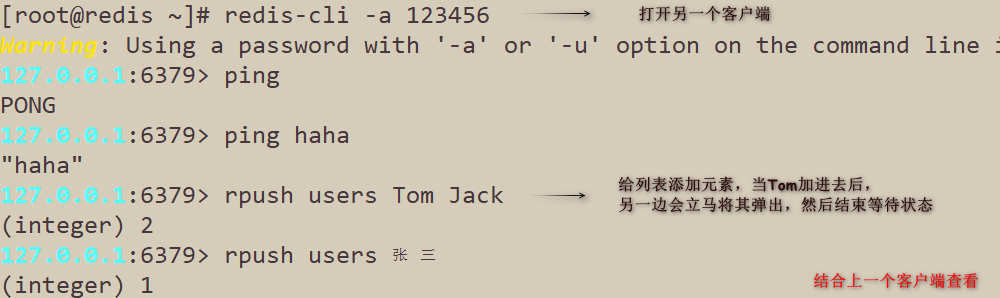 [root@redis ~]# redis-cli -a 123456 打开另一个客户端
Warning: Using a password with '-a' or '-u' option on the command line
127.0.0.1:6379> ping
PONG
127.0.0.1:6379> ping haha
"haha"
127.0.0.1:6379> rpush users Tom Jack
给列表添加元素，当Tom加进去后，
另一边会立马将其弹出，然后结束等待状态
(integer) 2
127.0.0.1:6379> rpush users 张 三
(integer) 1
结合上一个客户端查看